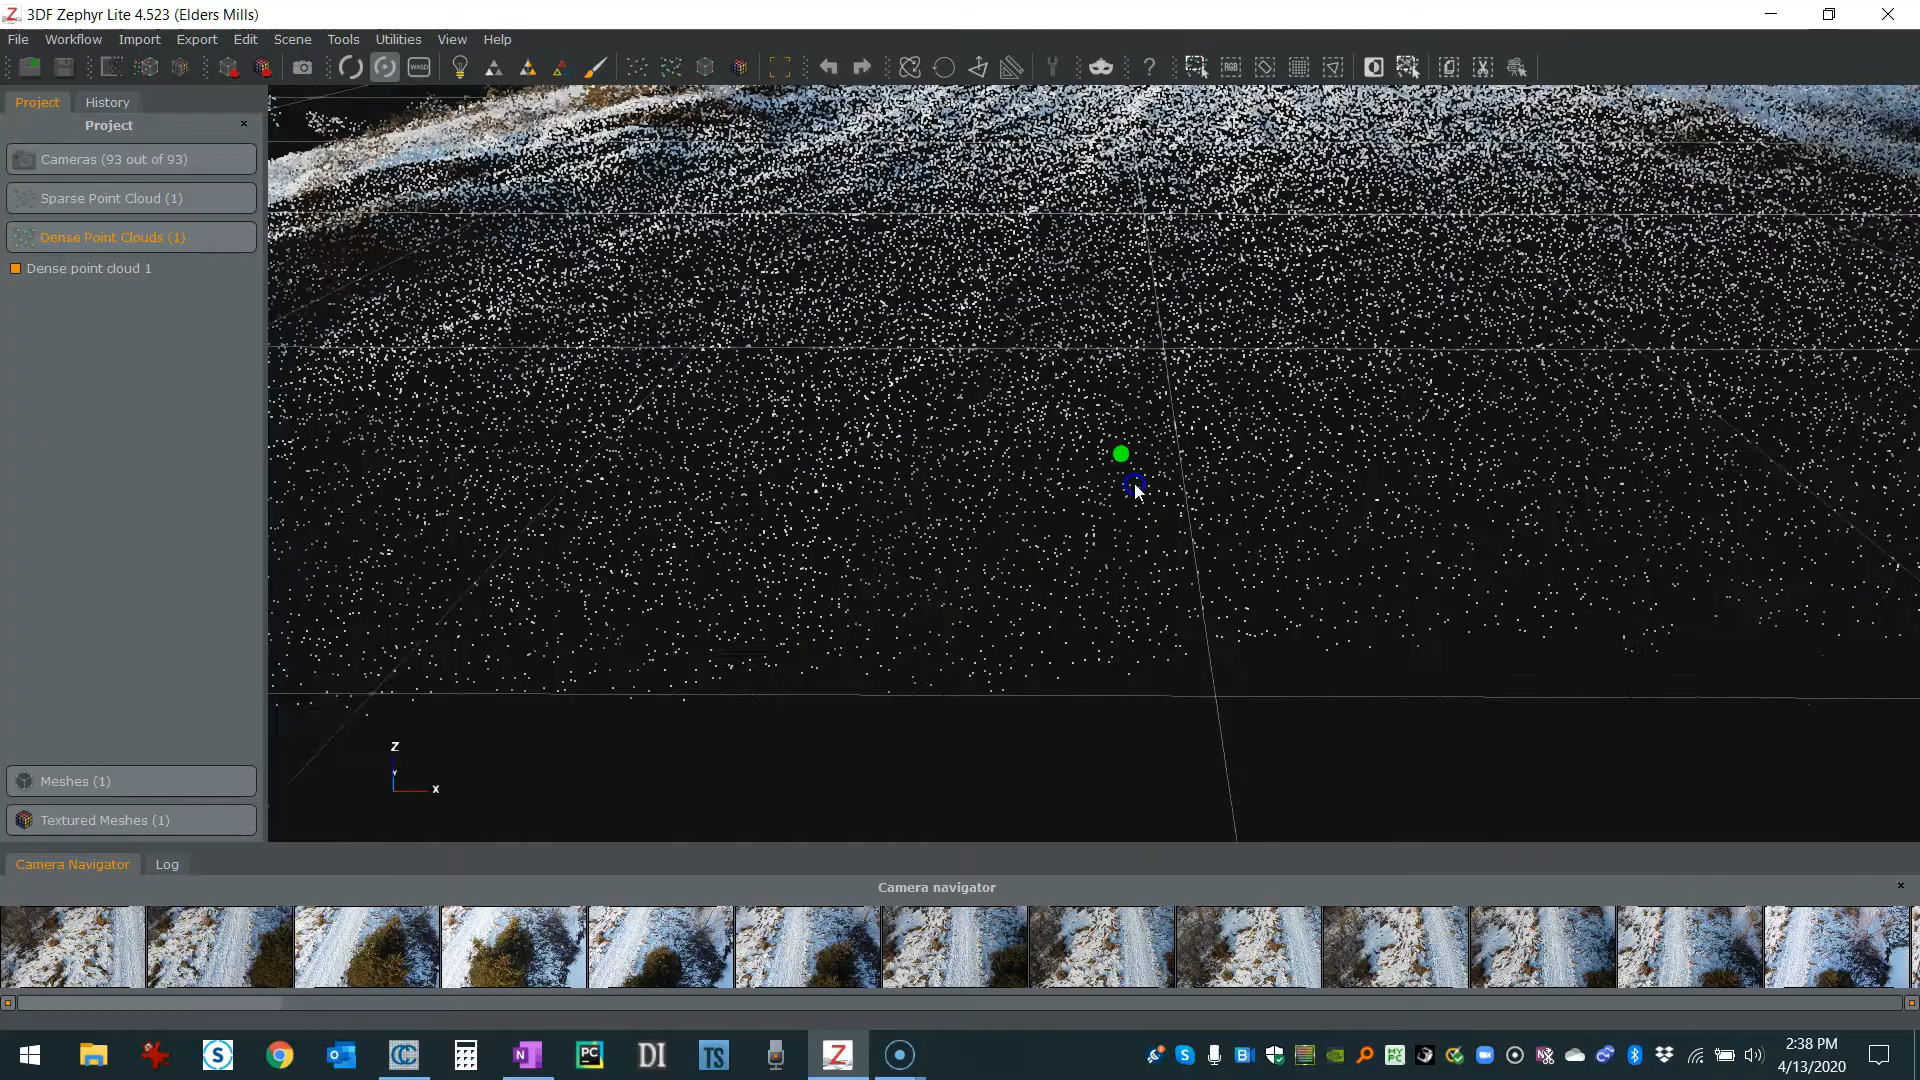 3DF Zephyr Lite 4.523 (Elders Mills)
File Workflow Import Export Edit Scene Tools Utilities View Help
WASD RGB
Project History
Project
Cameras (93 out of 93)
Sparse Point Cloud (1)
Dense Point Clouds (1)
Dense point cloud 1
Z
Y
X
Meshes (1)
Textured Meshes (1)
Camera Navigator Log
Camera navigator
2:38 PM
4/13/2020